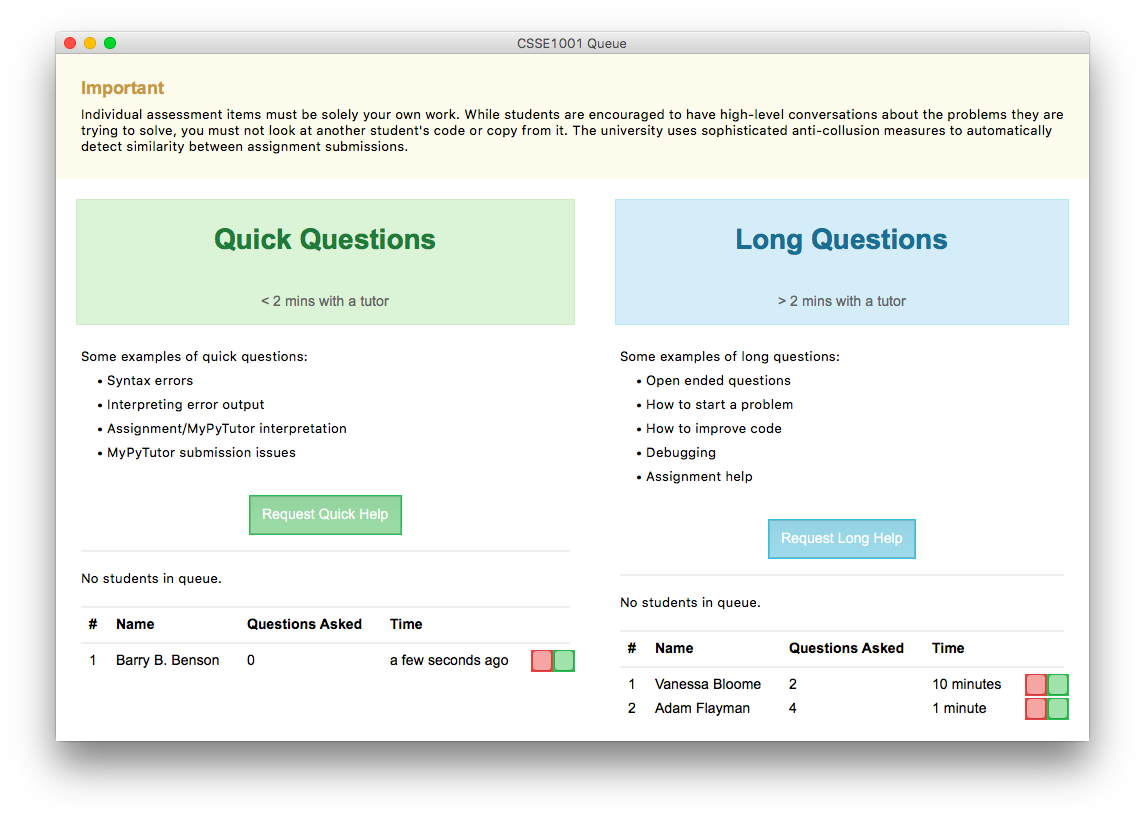 CSSE1001 Queue
Important
Individual assessment items must be solely your own work. While students are encouraged to have high-level conversations about the problems they are
trying to solve, you must not look at another student's code or copy from it. The university uses sophisticated anti-collusion measures to automatically
detect similarity between assignment submissions.
Quick Questions
< 2 mins with a tutor
Some examples of quick questions:
• Syntax errors
• Interpreting error output
• Assignment/MyPyTutor interpretation
• MyPyTutor submission issues
Request Quick Help
No students in queue.
# Name Questions Asked Time
1 Barry B. Benson 0 a few seconds ago
Long Questions
> 2 mins with a tutor
Some examples of long questions:
• Open ended questions
• How to start a problem
• How to improve code
• Debugging
• Assignment help
Request Long Help
No students in queue.
# Name Questions Asked Time
1 Vanessa Bloome 2 10 minutes
2 Adam Flayman 4 1 minute